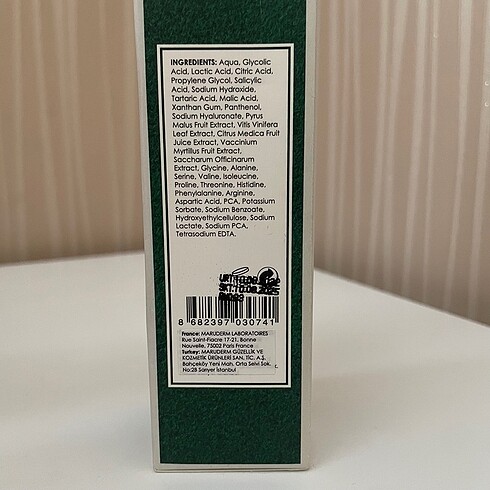 INGREDIENTS: Aqua, Glycolic
Acid, Lactic Acid, Citric Acid,
Propylene Glycol, Salicylic
Acid, Sodium Hydroxide,
Tartaric Acid, Malic Acid,
Xanthan Gum, Panthenol,
Sodium Hyaluronate, Pyrus
Malus Fruit Extract, Vitis Vinifera
Leaf Extract, Citrus Medica Fruit
Juice Extract, Vaccinium
Myrtillus Fruit Extract,
Saccharum Officinarum
Extract, Glycine, Alanine,
Serine, Valine, Isoleucine,
Proline, Threonine, Histidine,
Phenylalanine, Arginine,
Aspartic Acid, PCA, Potassium
Sorbate, Sodium Benzoate,
Hydroxyethylcellulose, Sodium
Lactate, Sodium PCA,
Tetrasodium EDTA.
8 682397 030741
France: MARUDERM LABORATOIRES
Rue Saint-Fiacre 17-21, Bonne
Nouvelle, 75002 Paris France
Turkey: MARUDERM GÜZELLİK VE
KOZMETİK ÜRÜNLERİ SAN. TİC. A.Ş.
Bahçeköy Yeni Mah. Orta Selvi Sok.
No:28 Sarıyer İstanbul